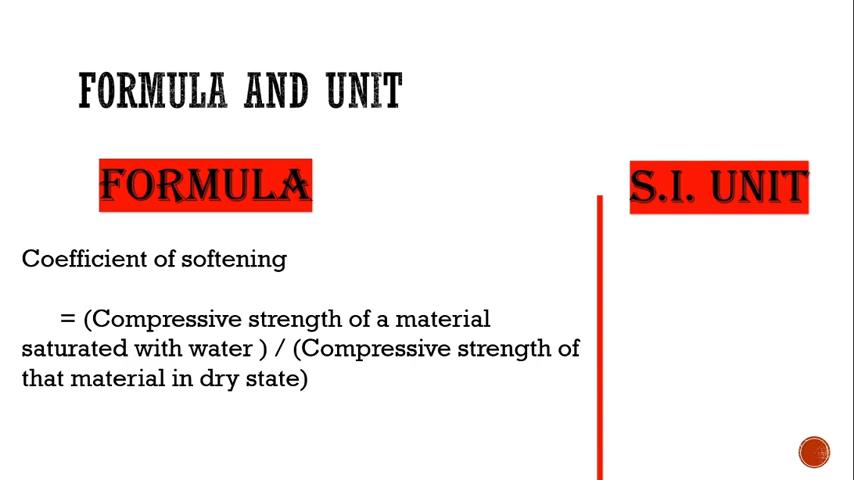 FORMULA AND UNIT
FORMULA
S.I. UNIT
Coefficient of softening
= (Compressive strength of a material
saturated with water ) / (Compressive strength of
that material in dry state)